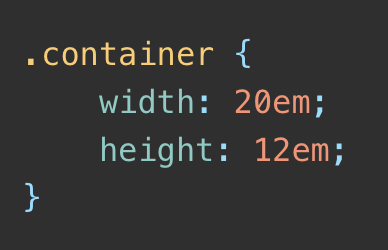 .container {
    width: 20em;
    height: 12em;
}